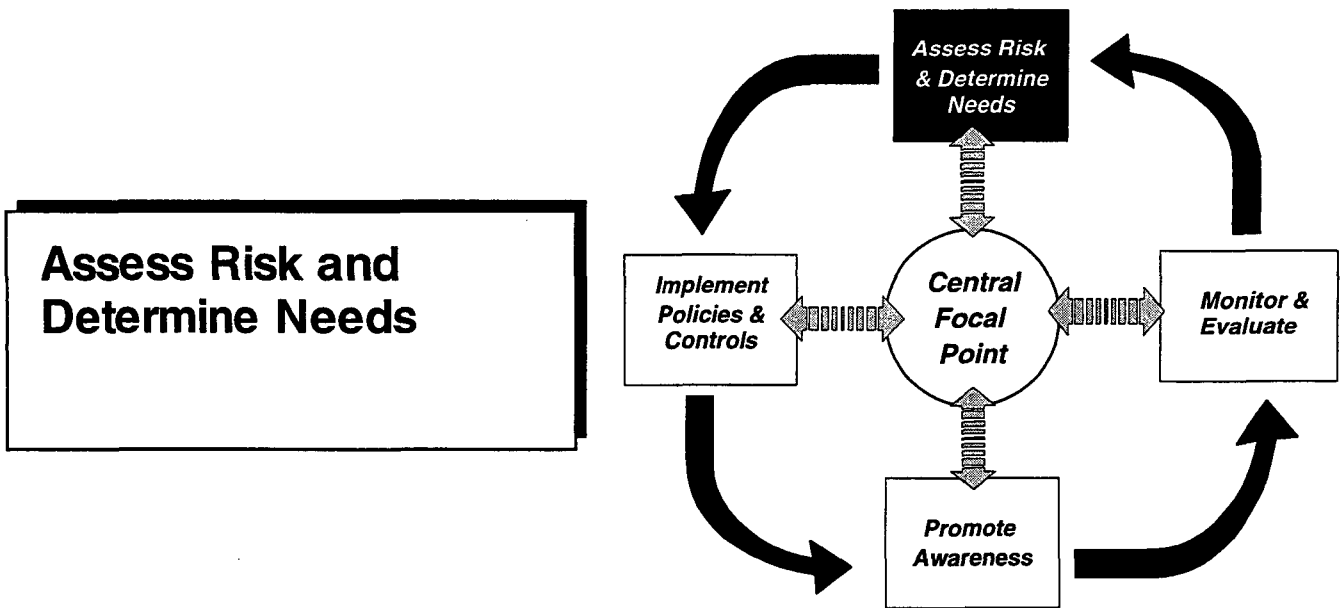 Assess Risk and
Determine Needs
Assess Risk
& Determine
Needs
Implement
Policies &
Controls
Central
Focal
Point
Monitor &
Evaluate
Promote
Awareness